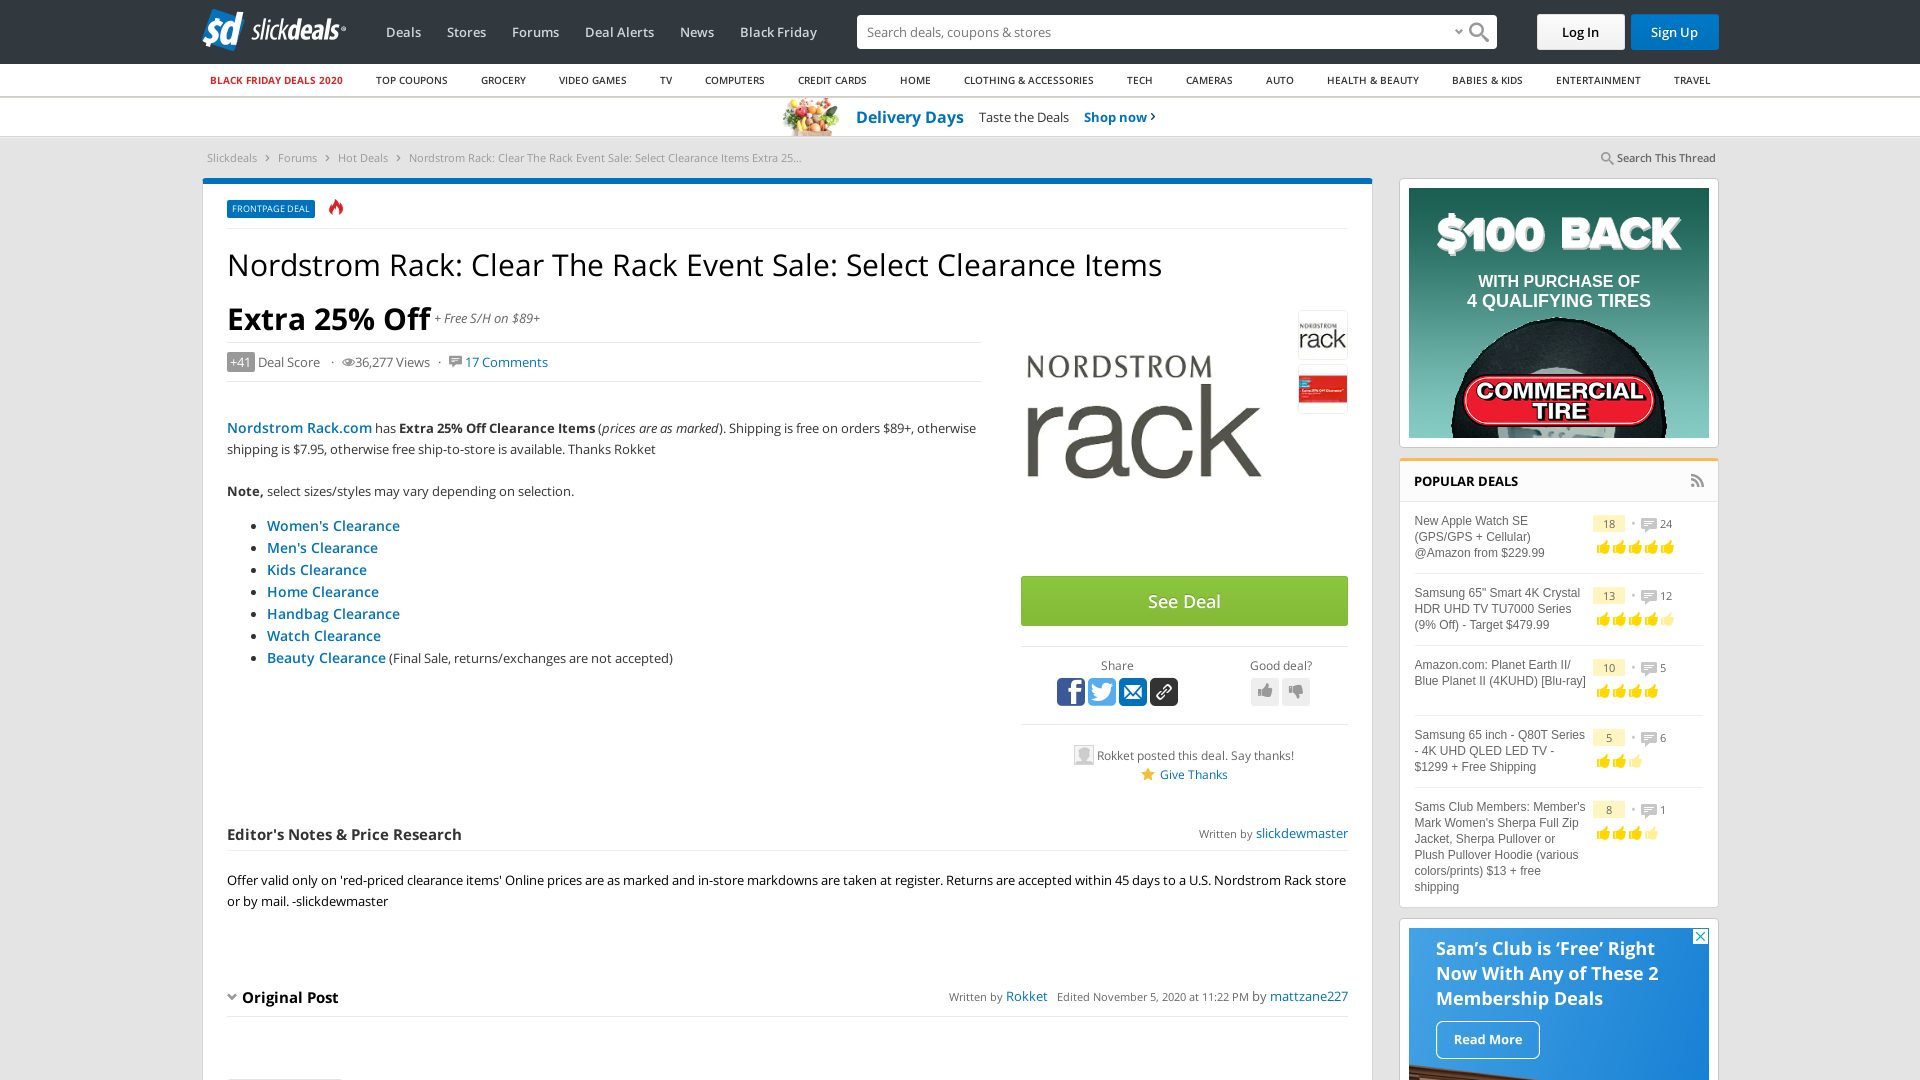 slickdeals
Deals
Stores
Forums
Deal Alerts
News
Black Friday
Search deals, coupons & stores
Log In
Sign Up
BLACK FRIDAY DEALS 2020
TOP COUPONS
GROCERY
VIDEO GAMES
TV
COMPUTERS
CREDIT CARDS
HOME
CLOTHING & ACCESSORIES
TECH
CAMERAS
AUTO
HEALTH & BEAUTY
BABIES & KIDS
ENTERTAINMENT
TRAVEL
Delivery Days Taste the Deals Shop now ›
Slickdeals › Forums › Hot Deals › Nordstrom Rack: Clear The Rack Event Sale: Select Clearance Items Extra 25...
Search This Thread
FRONTPAGE DEAL
Nordstrom Rack: Clear The Rack Event Sale: Select Clearance Items
Extra 25% Off + Free S/H on $89+
+41 Deal Score · 36,277 Views · 17 Comments
Nordstrom Rack.com has Extra 25% Off Clearance Items (prices are as marked). Shipping is free on orders $89+, otherwise
shipping is $7.95, otherwise free ship-to-store is available. Thanks Rokket
Note, select sizes/styles may vary depending on selection.
Women's Clearance
Men's Clearance
Kids Clearance
Home Clearance
Handbag Clearance
Watch Clearance
Beauty Clearance (Final Sale, returns/exchanges are not accepted)
NORDSTROM
rack
NORDSTROM
rack
See Deal
Share
Good deal?
Rokket posted this deal. Say thanks!
Give Thanks
Editor's Notes & Price Research
Written by slickdewmaster
Offer valid only on 'red-priced clearance items' Online prices are as marked and in-store markdowns are taken at register. Returns are accepted within 45 days to a U.S. Nordstrom Rack store
or by mail. -slickdewmaster
Original Post
Written by Rokket Edited November 5, 2020 at 11:22 PM by mattzane227
$100 BACK
WITH PURCHASE OF
4 QUALIFYING TIRES
COMMERCIAL
TIRE
POPULAR DEALS
New Apple Watch SE
(GPS/GPS + Cellular)
@Amazon from $229.99
18 • 24
Samsung 65" Smart 4K Crystal
HDR UHD TV TU7000 Series
(9% Off) - Target $479.99
13 • 12
Amazon.com: Planet Earth II/
Blue Planet II (4KUHD) [Blu-ray]
10 • 5
Samsung 65 inch - Q80T Series
- 4K UHD QLED LED TV -
$1299 + Free Shipping
5 • 6
Sams Club Members: Member's
Mark Women's Sherpa Full Zip
Jacket, Sherpa Pullover or
Plush Pullover Hoodie (various
colors/prints) $13 + free
shipping
8 • 1
Sam's Club is ‘Free’ Right
Now With Any of These 2
Membership Deals
Read More